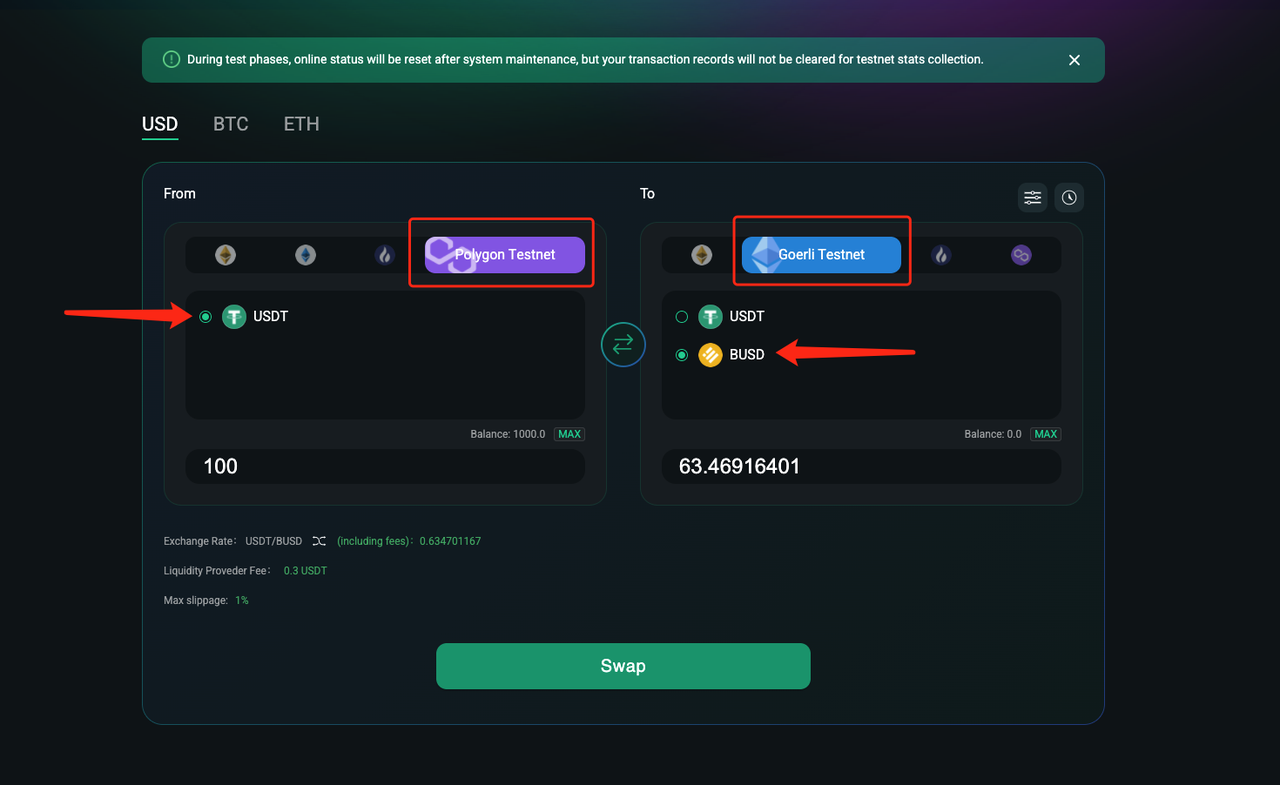 During test phases, online status will be reset after system maintenance, but your transaction records will not be cleared for testnet stats collection.
USD BTC ETH
From
To
Polygon Testnet
Goerli Testnet
USDT
USDT
BUSD
Balance: 1000.0 MAX
Balance: 0.0 MAX
100
63.46916401
Exchange Rate: USDT/BUSD (including fees): 0.634701167
Liquidity Proveder Fee: 0.3 USDT
Max slippage: 1%
Swap